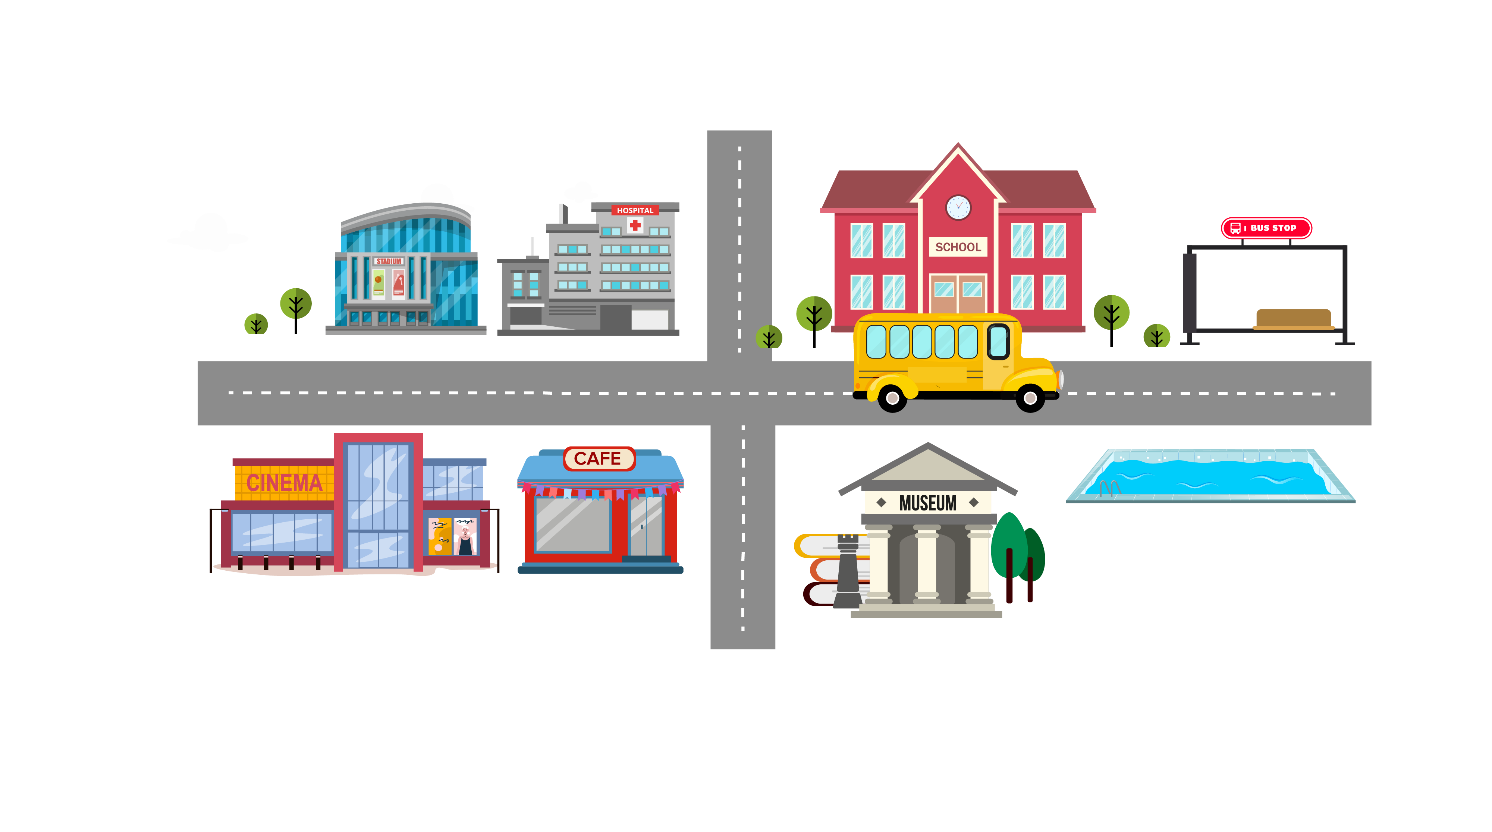 HOSPITAL
STADIUM
SCHOOL
BUS STOP
CINEMA
CAFE
MUSEUM